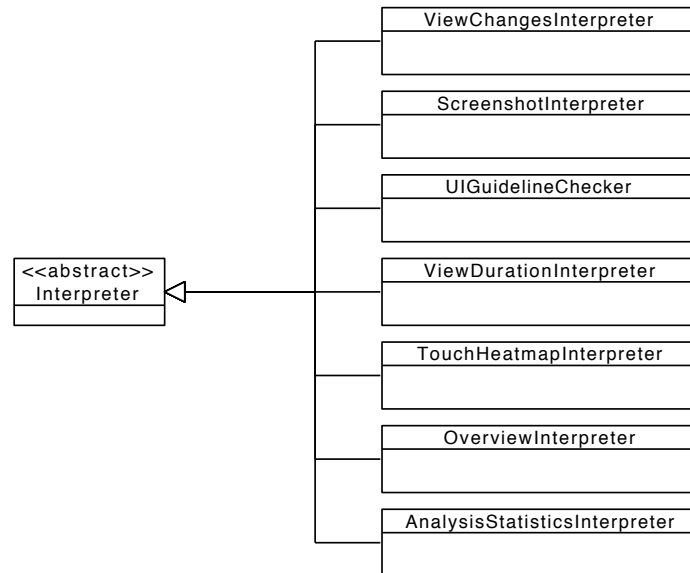 ViewChangesInterpreter
ScreenshotInterpreter
UIGuidelineChecker
<<abstract>>
Interpreter
ViewDurationInterpreter
TouchHeatmapInterpreter
OverviewInterpreter
AnalysisStatisticsInterpreter